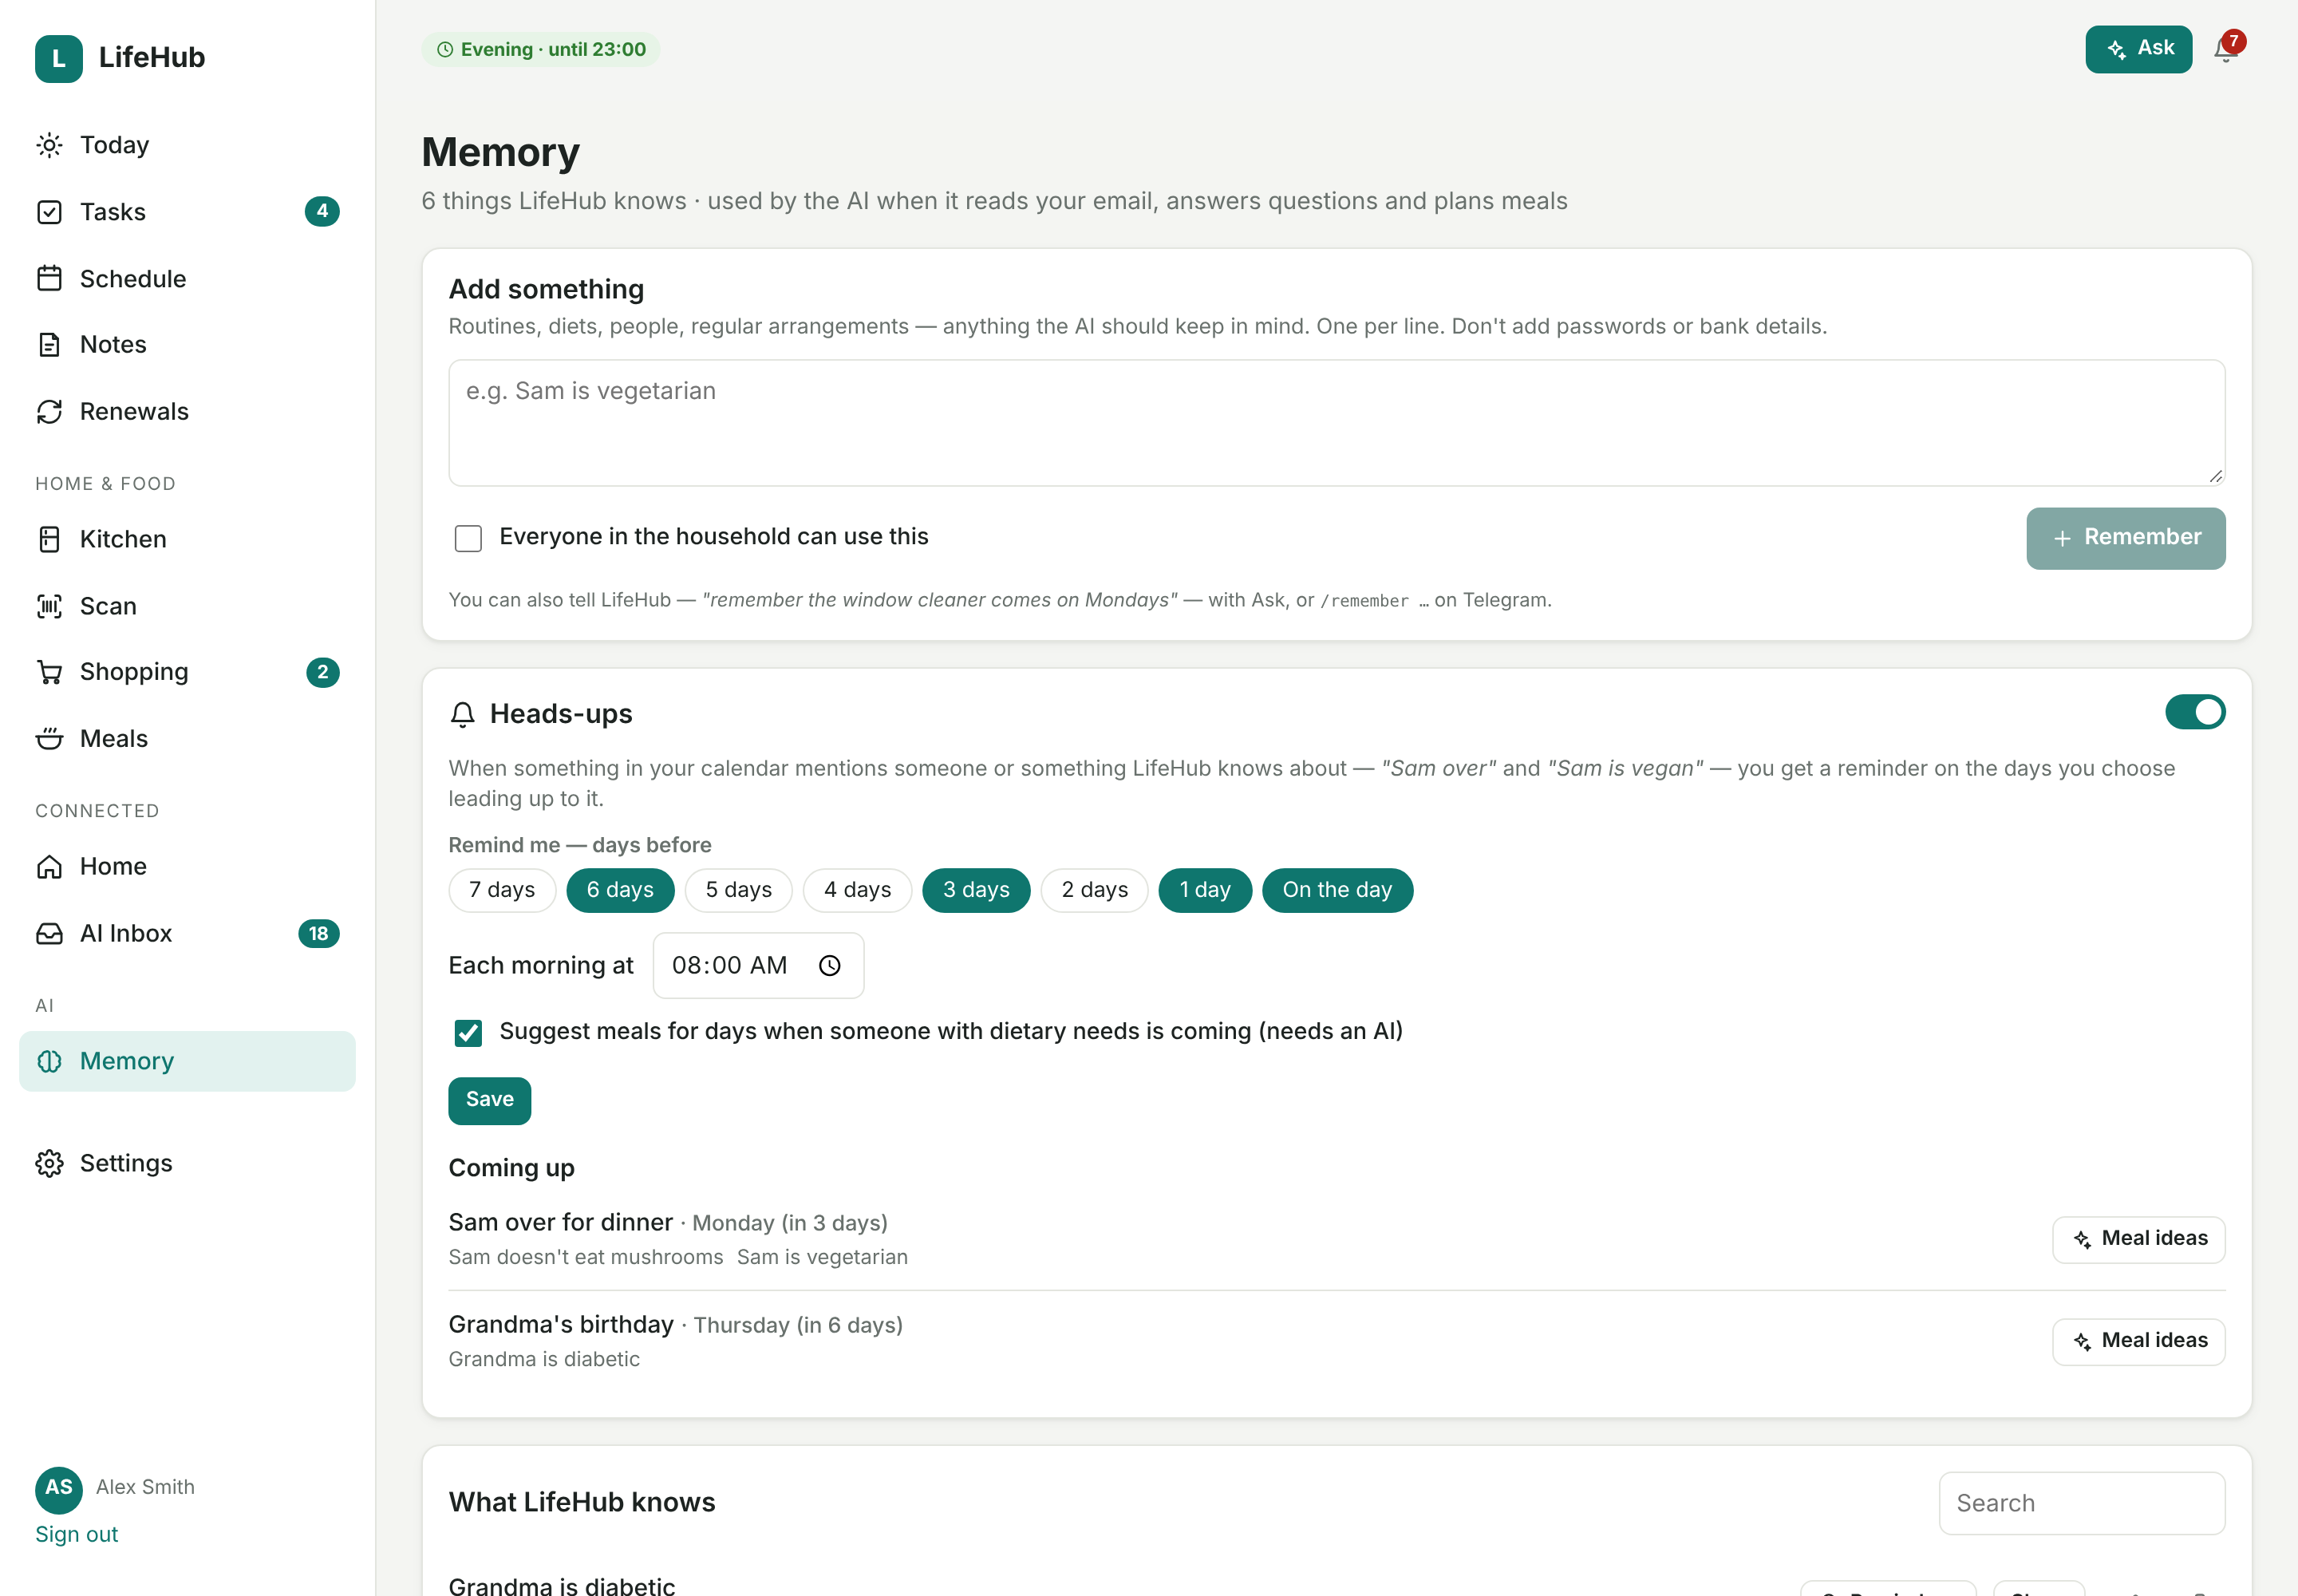 L LifeHub
Today
Tasks 4
Schedule
Notes
Renewals
HOME & FOOD
Kitchen
Scan
Shopping 2
Meals
CONNECTED
Home
AI Inbox 18
AI
Memory
Settings
AS Alex Smith
Sign out
Evening · until 23:00
Ask 7
Memory
6 things LifeHub knows · used by the AI when it reads your email, answers questions and plans meals
Add something
Routines, diets, people, regular arrangements — anything the AI should keep in mind. One per line. Don't add passwords or bank details.
e.g. Sam is vegetarian
Everyone in the household can use this
+ Remember
You can also tell LifeHub — "remember the window cleaner comes on Mondays" — with Ask, or /remember … on Telegram.
Heads-ups
When something in your calendar mentions someone or something LifeHub knows about — "Sam over" and "Sam is vegan" — you get a reminder on the days you choose
leading up to it.
Remind me — days before
7 days 6 days 5 days 4 days 3 days 2 days 1 day On the day
Each morning at 08:00 AM
Suggest meals for days when someone with dietary needs is coming (needs an AI)
Save
Coming up
Sam over for dinner · Monday (in 3 days)
Sam doesn't eat mushrooms Sam is vegetarian
Meal ideas
Grandma's birthday · Thursday (in 6 days)
Grandma is diabetic
Meal ideas
What LifeHub knows
Search
Grandma is diabetic